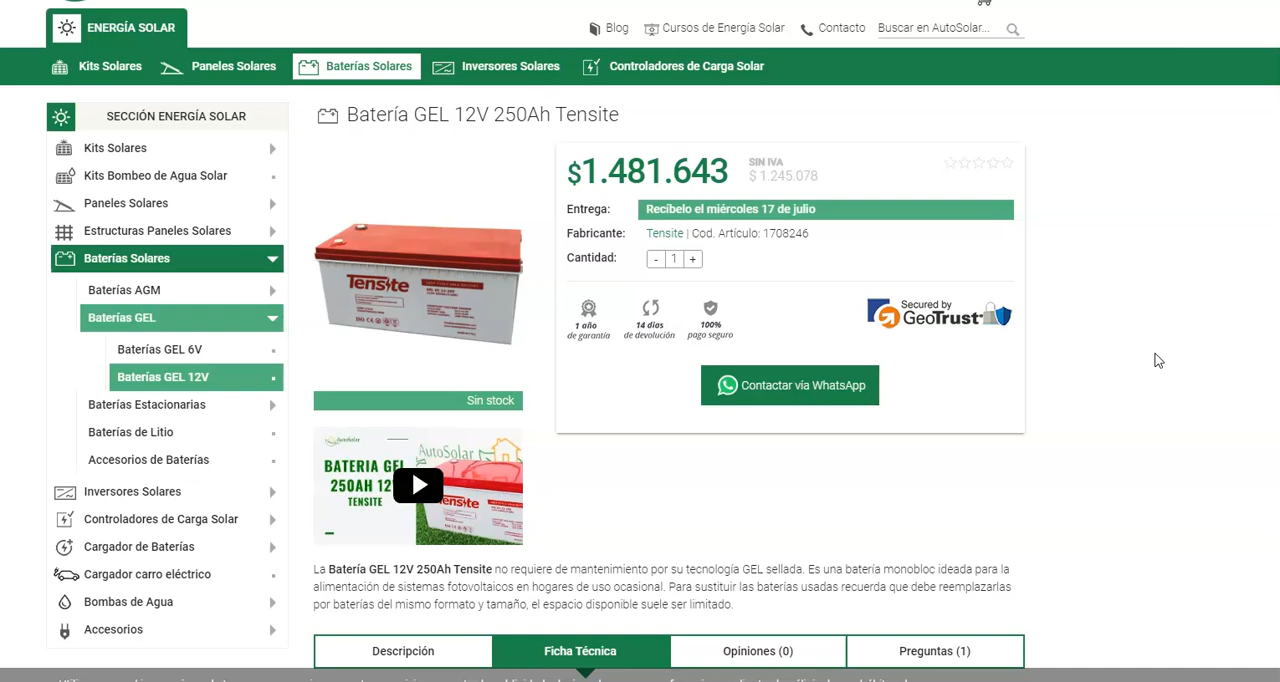 ENERGÍA SOLAR
Blog
Cursos de Energía Solar
Contacto
Buscar en AutoSolar...
Kits Solares
Paneles Solares
Baterías Solares
Inversores Solares
Controladores de Carga Solar
SECCIÓN ENERGÍA SOLAR
Kits Solares
Kits Bombeo de Agua Solar
Paneles Solares
Estructuras Paneles Solares
Baterías Solares
Baterías AGM
Baterías GEL
Baterías GEL 6V
Baterías GEL 12V
Baterías Estacionarias
Baterías de Litio
Accesorios de Baterías
Inversores Solares
Controladores de Carga Solar
Cargador de Baterías
Cargador carro eléctrico
Bombas de Agua
Accesorios
Batería GEL 12V 250Ah Tensite
Tensite
Sin stock
AutoSolar
BATERIA GEL
250AH 12V
TENSITE
AutoSolar
$1.481.643
SIN IVA
$ 1.245.078
Entrega: Recíbelo el miércoles 17 de julio
Fabricante: Tensite | Cod. Artículo: 1708246
Cantidad: - 1 +
1 año
de garantía
14 dias
de devolución
100%
pago seguro
Secured by
GeoTrust
Contactar vía WhatsApp
La Batería GEL 12V 250Ah Tensite no requiere de mantenimiento por su tecnología GEL sellada. Es una batería monobloc ideada para la
alimentación de sistemas fotovoltaicos en hogares de uso ocasional. Para sustituir las baterías usadas recuerda que debe reemplazarlas
por baterías del mismo formato y tamaño, el espacio disponible suele ser limitado.
Descripción
Ficha Técnica
Opiniones (0)
Preguntas (1)